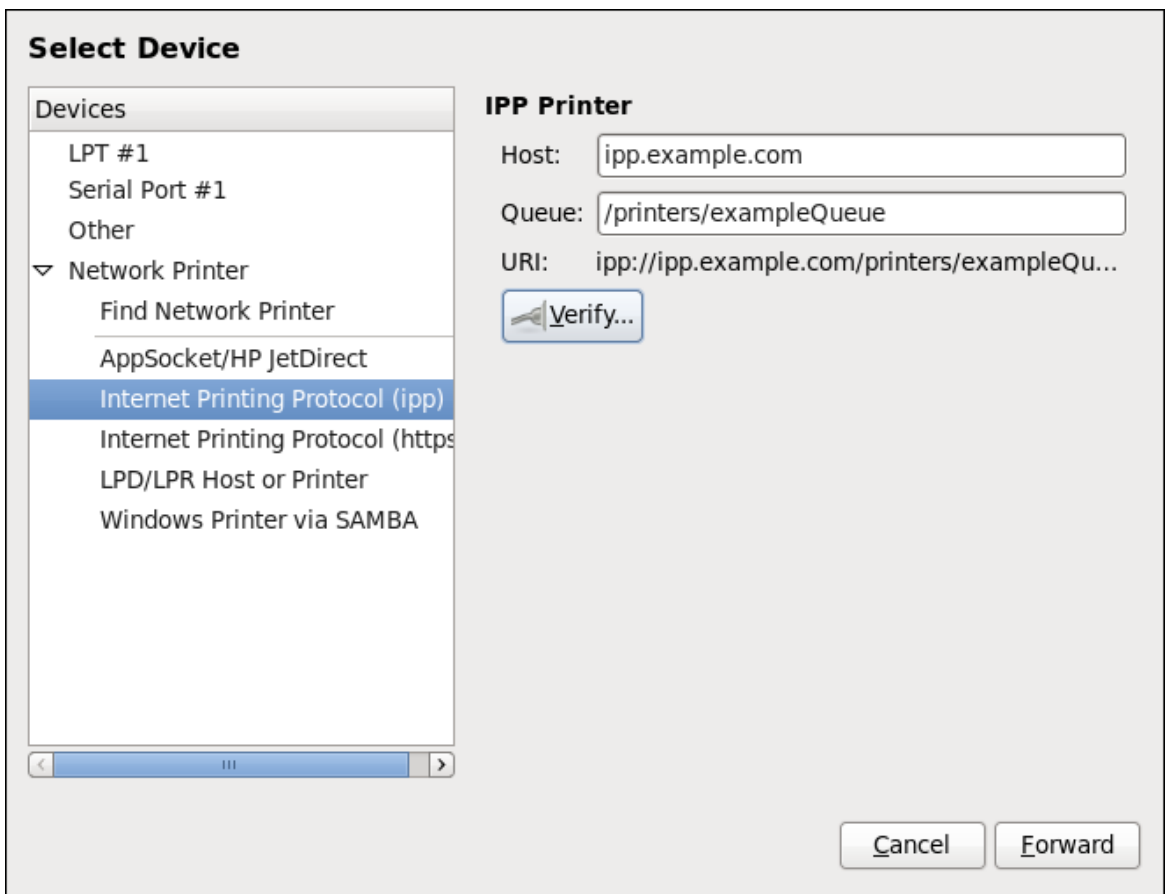 Select Device
Devices
LPT #1
Serial Port #1
Other
Network Printer
Find Network Printer
AppSocket/HP JetDirect
Internet Printing Protocol (ipp)
Internet Printing Protocol (https
LPD/LPR Host or Printer
Windows Printer via SAMBA
IPP Printer
Host: ipp.example.com
Queue: /printers/exampleQueue
URI: ipp://ipp.example.com/printers/exampleQu...
Verify...
Cancel Forward